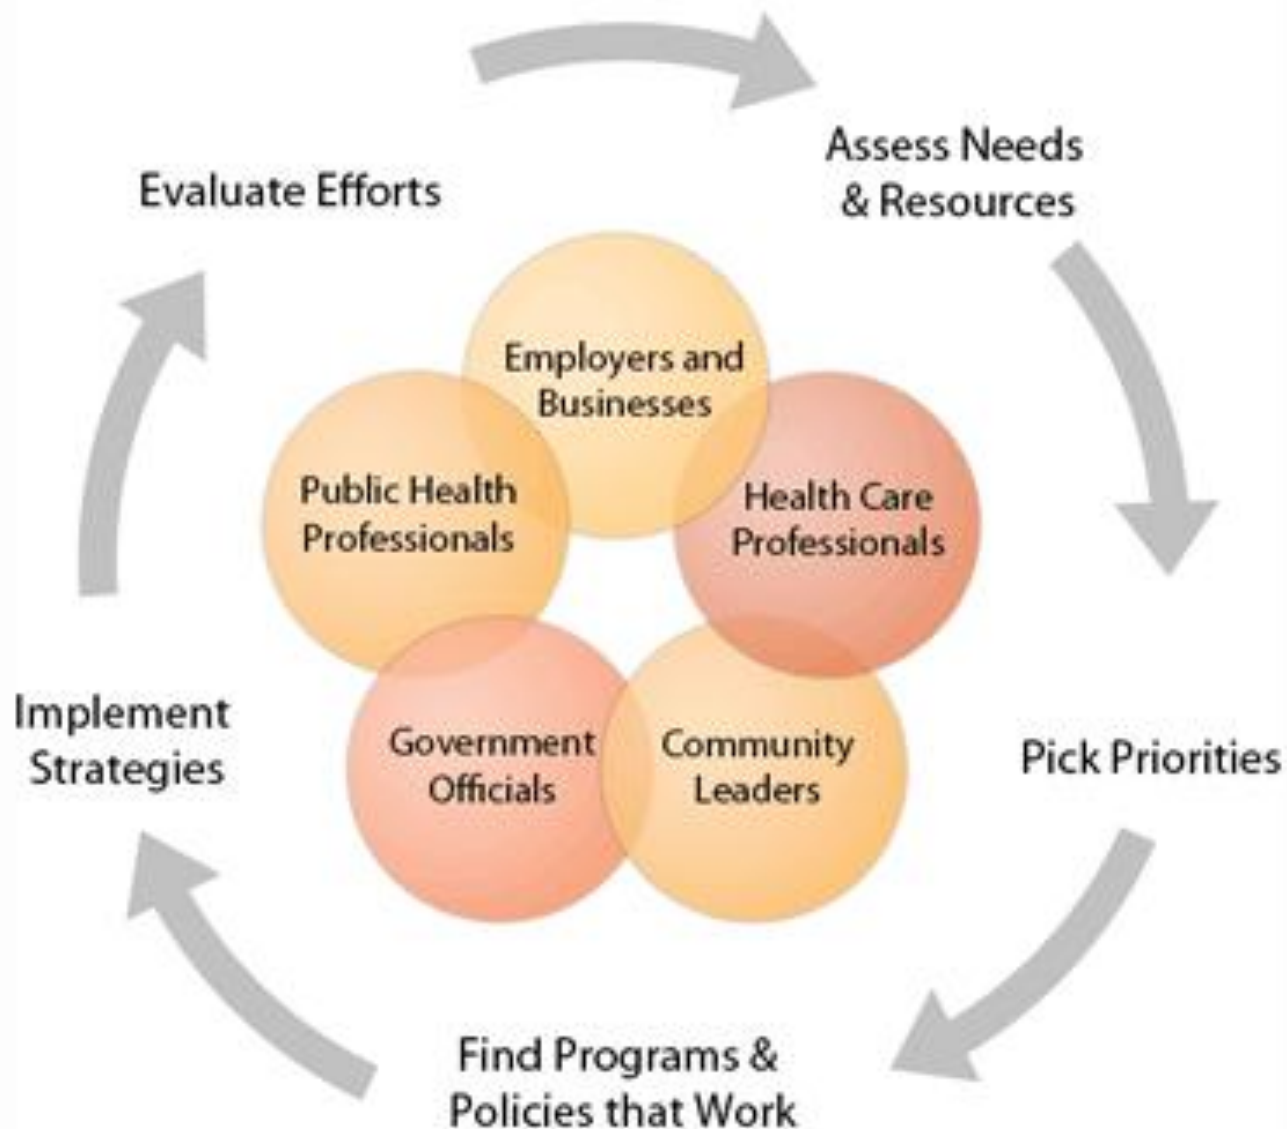 Assess Needs
& Resources
Evaluate Efforts
Employers and
Businesses
Public Health
Professionals
Health Care
Professionals
Implement
Strategies
Government
Officials
Community
Leaders
Pick Priorities
Find Programs &
Policies that Work